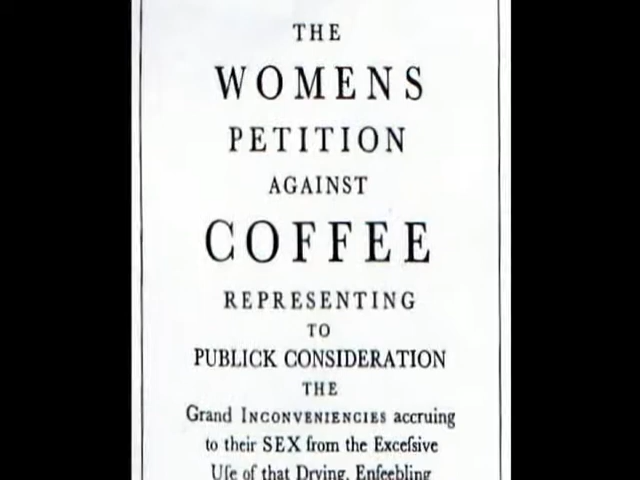 THE
WOMENS
PETITION
AGAINST
COFFEE
REPRESENTING
TO
PUBLICK CONSIDERATION
THE
Grand INCONVENIENCIES accruing
to their SEX from the Exceſsive
Uſe of that Drying, Enfeebling